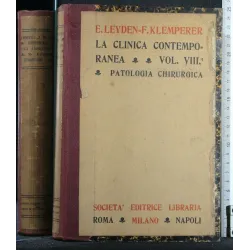 E. LEYDEN-F. KLEMPERER
LA CLINICA CONTEMPO-
RANEA VOL. VIII.º
PATOLOGIA CHIRURGICA
SOCIETA' EDITRICE LIBRARIA
ROMA MILANO NAPOLI